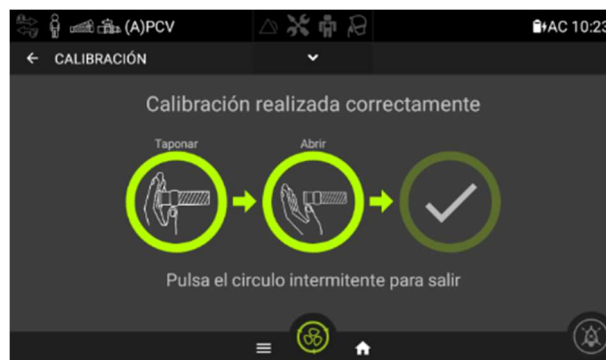 (A)PCV
AC 10:23
CALIBRACIÓN
Calibración realizada correctamente
Taponar
Abrir
Pulsa el circulo intermitente para salir